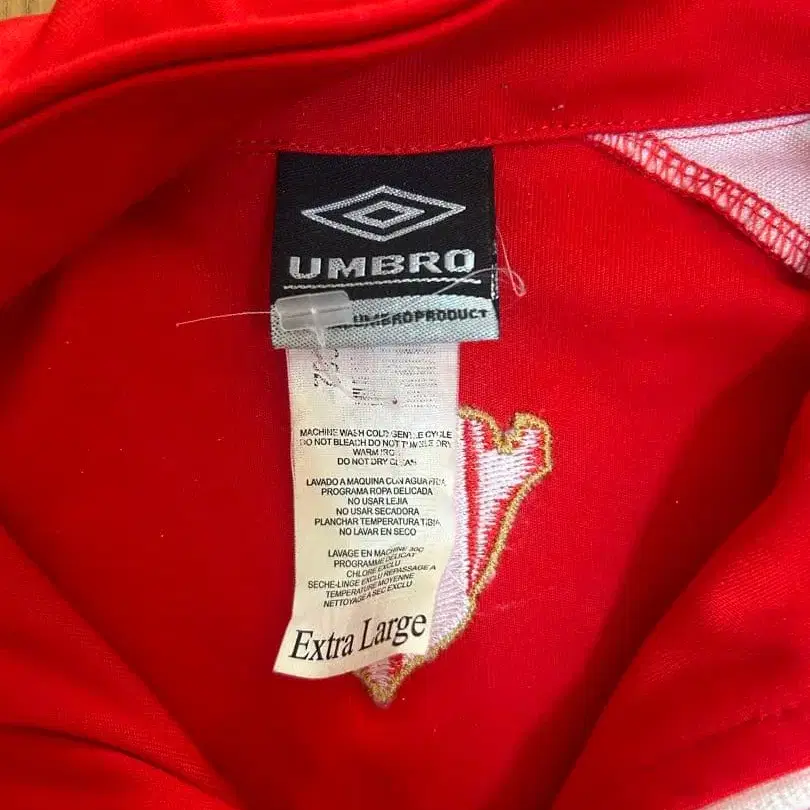 UMBRO
UMBRO PRODUCT
MACHINE WASH COLD GENTLE CYCLE
DO NOT BLEACH DO NOT TUMBLE DRY
WARM IRON
DO NOT DRY CLEAN
LAVADO A MAQUINA CON AGUA FRIA
PROGRAMA ROPA DELICADA
NO USAR LEJIA
NO USAR SECADORA
PLANCHAR TEMPERATURA TIBIA
NO LAVAR EN SECO
LAVAGE EN MACHINE 30C
PROGRAMME DELICAT
CHLORE EXCLU
SECHE-LINGE EXCLU REPASSAGE A
TEMPERATURE MOYENNE
NETTOYAGE A SEC EXCLU
Extra Large